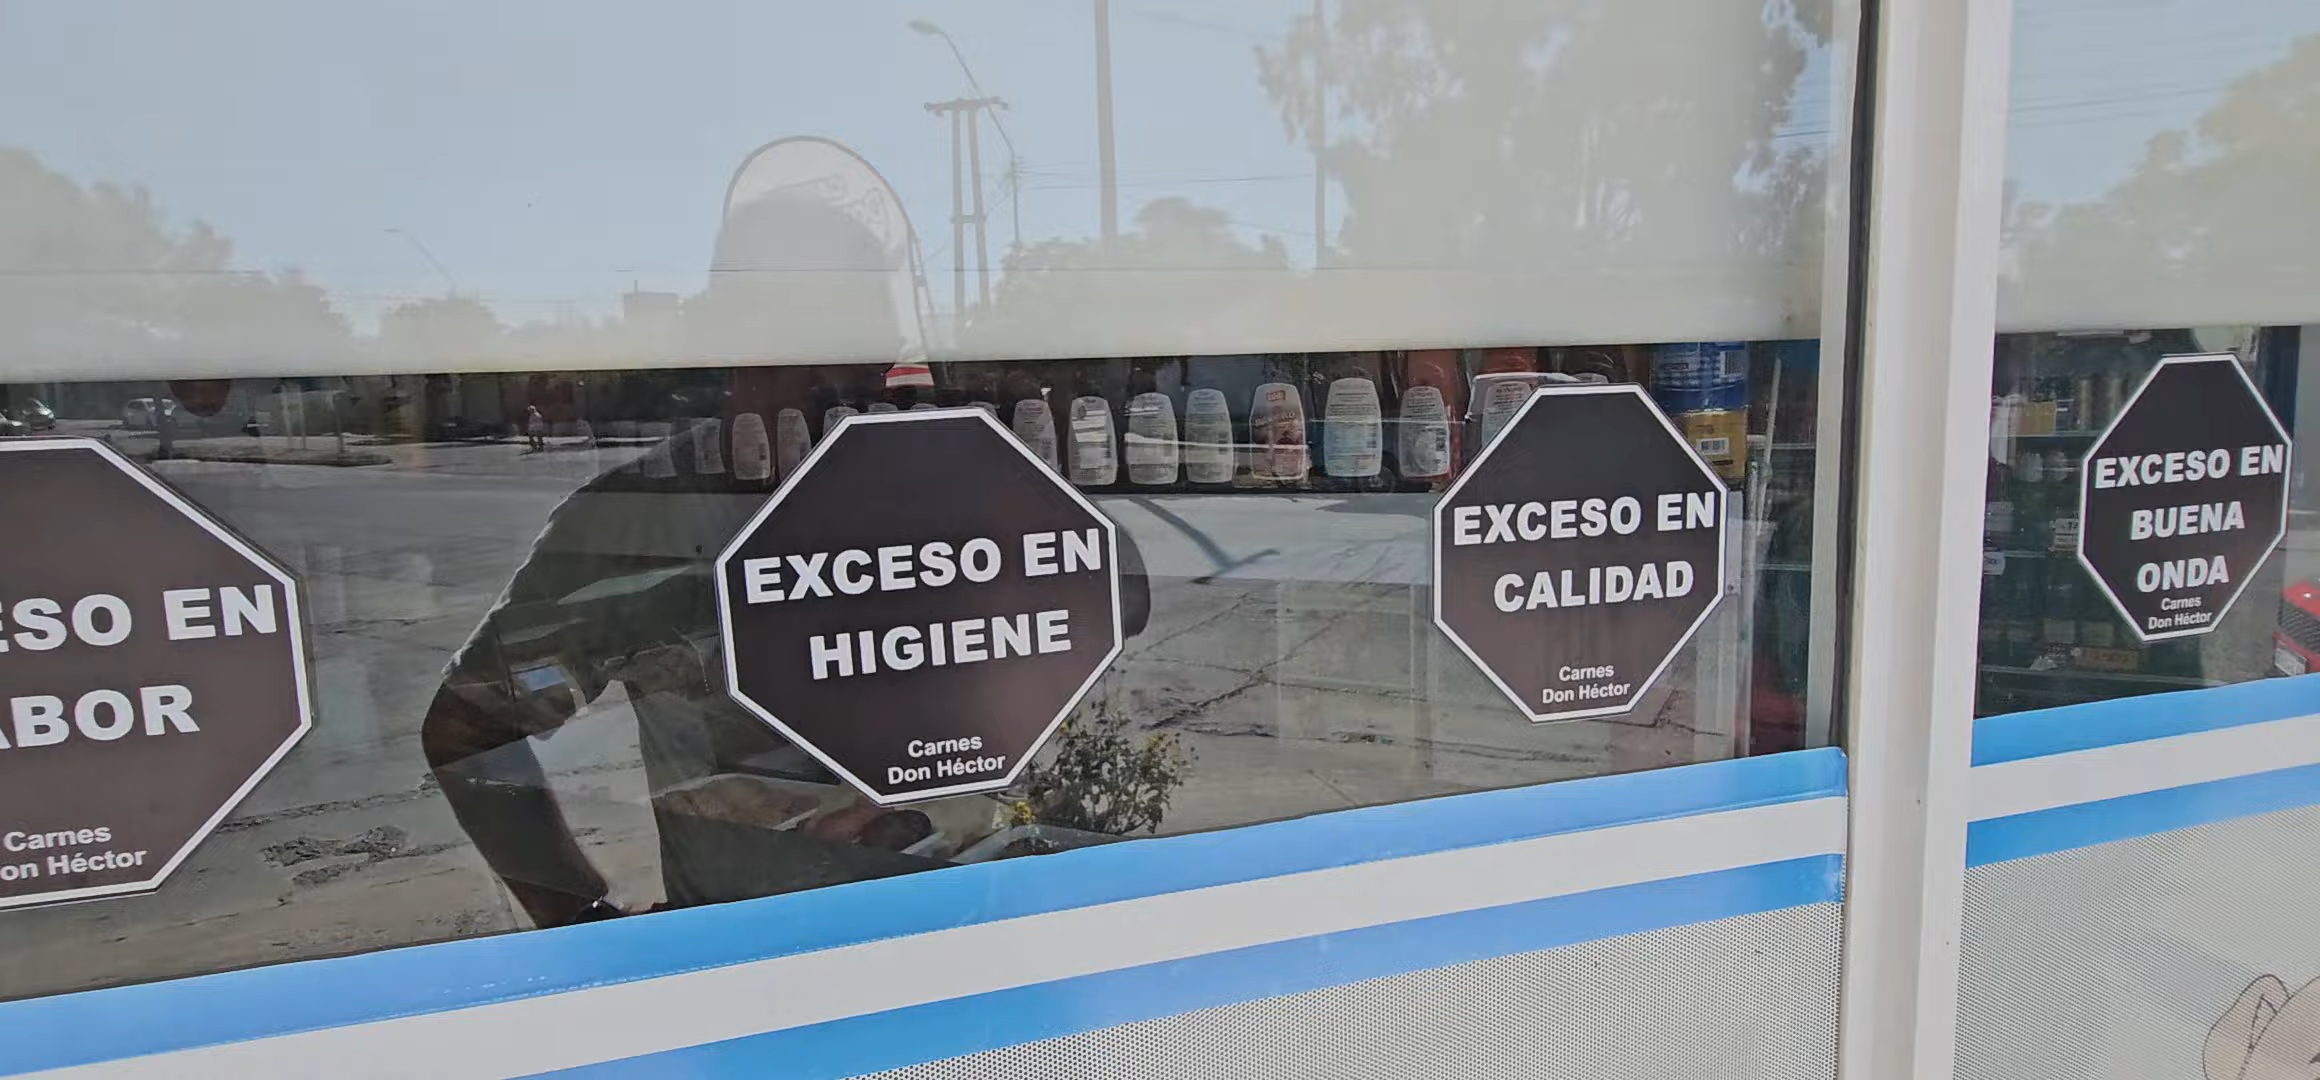 ESO EN
ABOR
Carnes
on Héctor
EXCESO EN
HIGIENE
Carnes
Don Héctor
EXCESO EN
CALIDAD
Carnes
Don Héctor
EXCESO EN
BUENA
ONDA
Carnes
Don Héctor